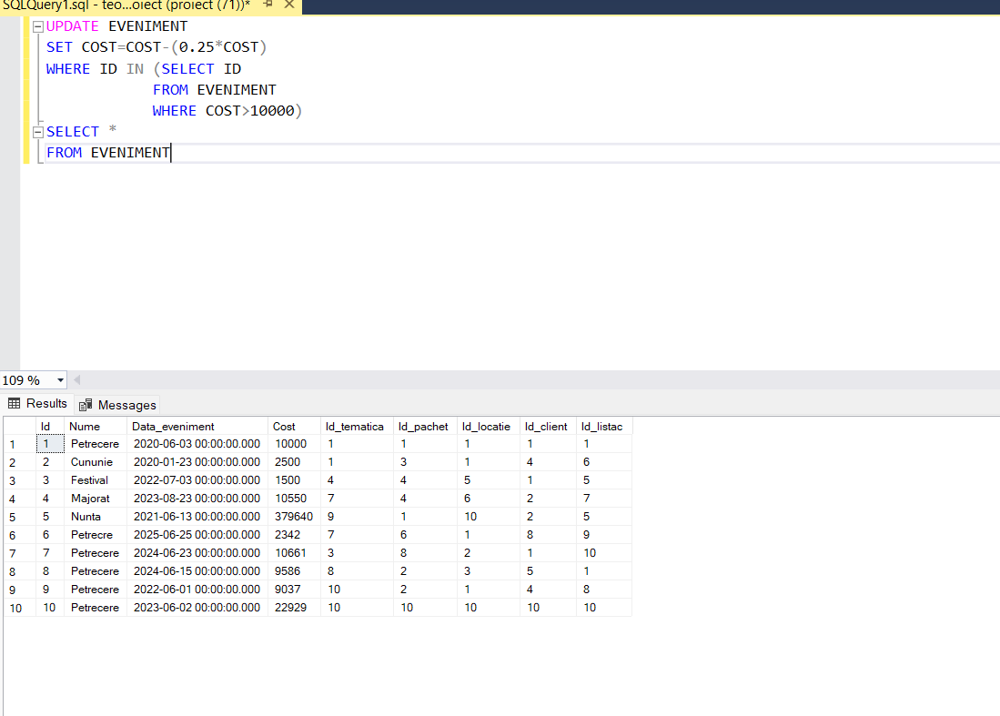 SQLQuery1.sql - teo...oiect (proiect (71))*
UPDATE EVENIMENT
SET COST=COST-(0.25*COST)
WHERE ID IN (SELECT ID
FROM EVENIMENT
WHERE COST>10000)
SELECT *
FROM EVENIMENT
109 %
Results Messages
Id Nume Data_eveniment Cost Id_tematica Id_pachet Id_locatie Id_client Id_listac
1 1 Petrecere 2020-06-03 00:00:00.000 10000 1 1 1 1 1
2 2 Cununie 2020-01-23 00:00:00.000 2500 1 3 1 4 6
3 3 Festival 2022-07-03 00:00:00.000 1500 4 4 5 1 5
4 4 Majorat 2023-08-23 00:00:00.000 10550 7 4 6 2 7
5 5 Nunta 2021-06-13 00:00:00.000 379640 9 1 10 2 5
6 6 Petrecre 2025-06-25 00:00:00.000 2342 7 6 1 8 9
7 7 Petrecere 2024-06-23 00:00:00.000 10661 3 8 2 1 10
8 8 Petrecere 2024-06-15 00:00:00.000 9586 8 2 3 5 1
9 9 Petrecere 2022-06-01 00:00:00.000 9037 10 2 1 4 8
10 10 Petrecere 2023-06-02 00:00:00.000 22929 10 10 10 10 10